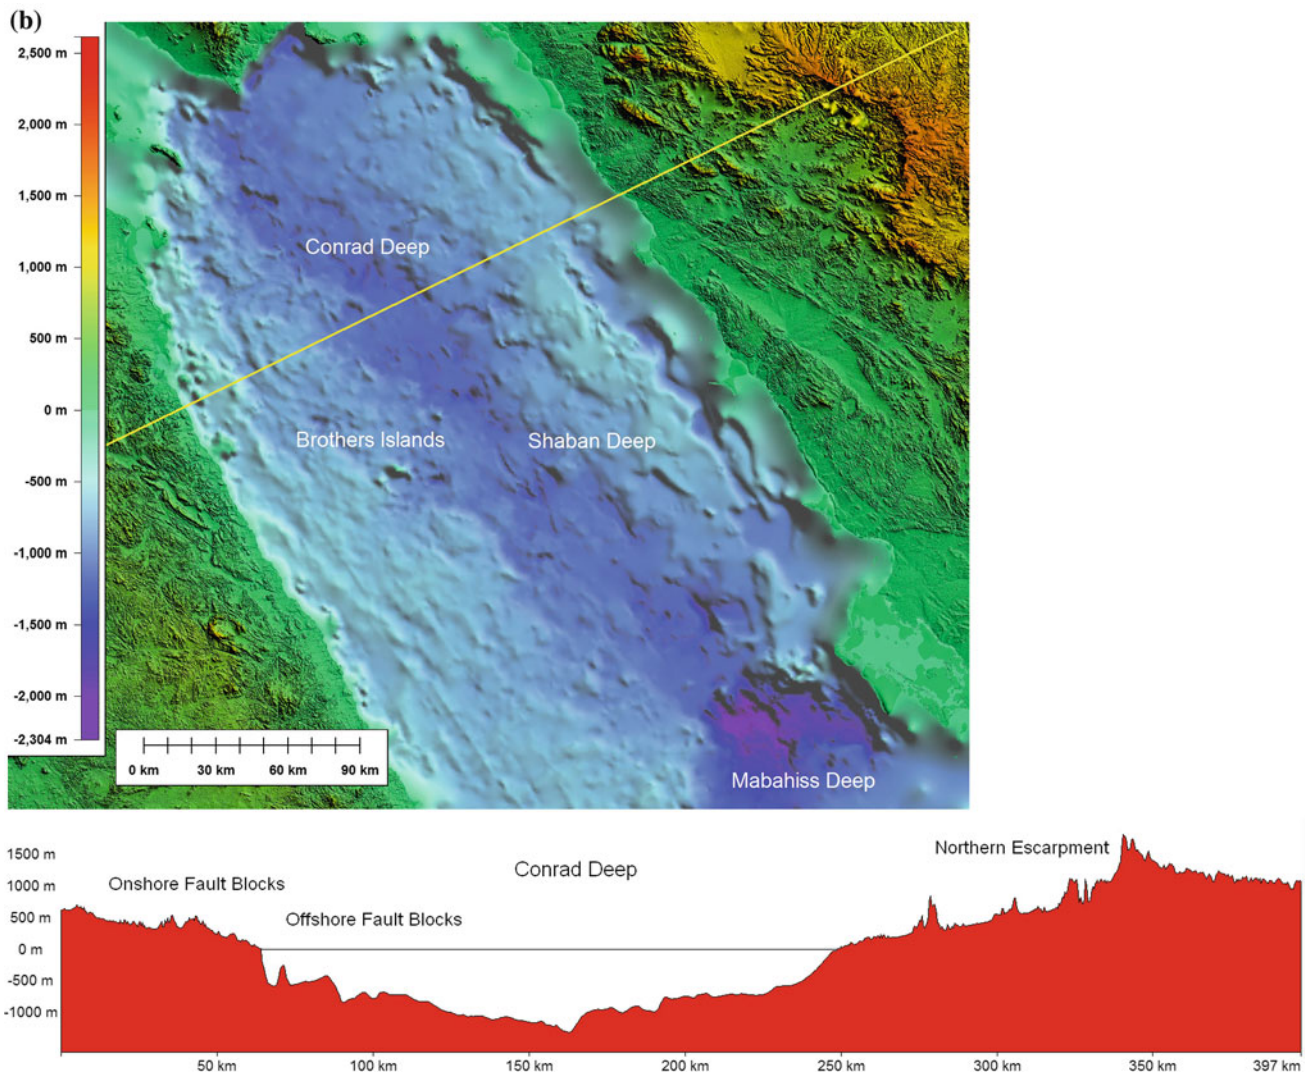 (b)
2,500 m
2,000 m
1,500 m
1,000 m
500 m
0 m
-500 m
-1,000 m
-1,500 m
-2,000 m
-2,304 m
Conrad Deep
Brothers Islands
Shaban Deep
Mabahiss Deep
0 km 30 km 60 km 90 km
1500 m
1000 m
500 m
0 m
-500 m
-1000 m
Onshore Fault Blocks
Offshore Fault Blocks
Conrad Deep
Northern Escarpment
50 km 100 km 150 km 200 km 250 km 300 km 350 km 397 km